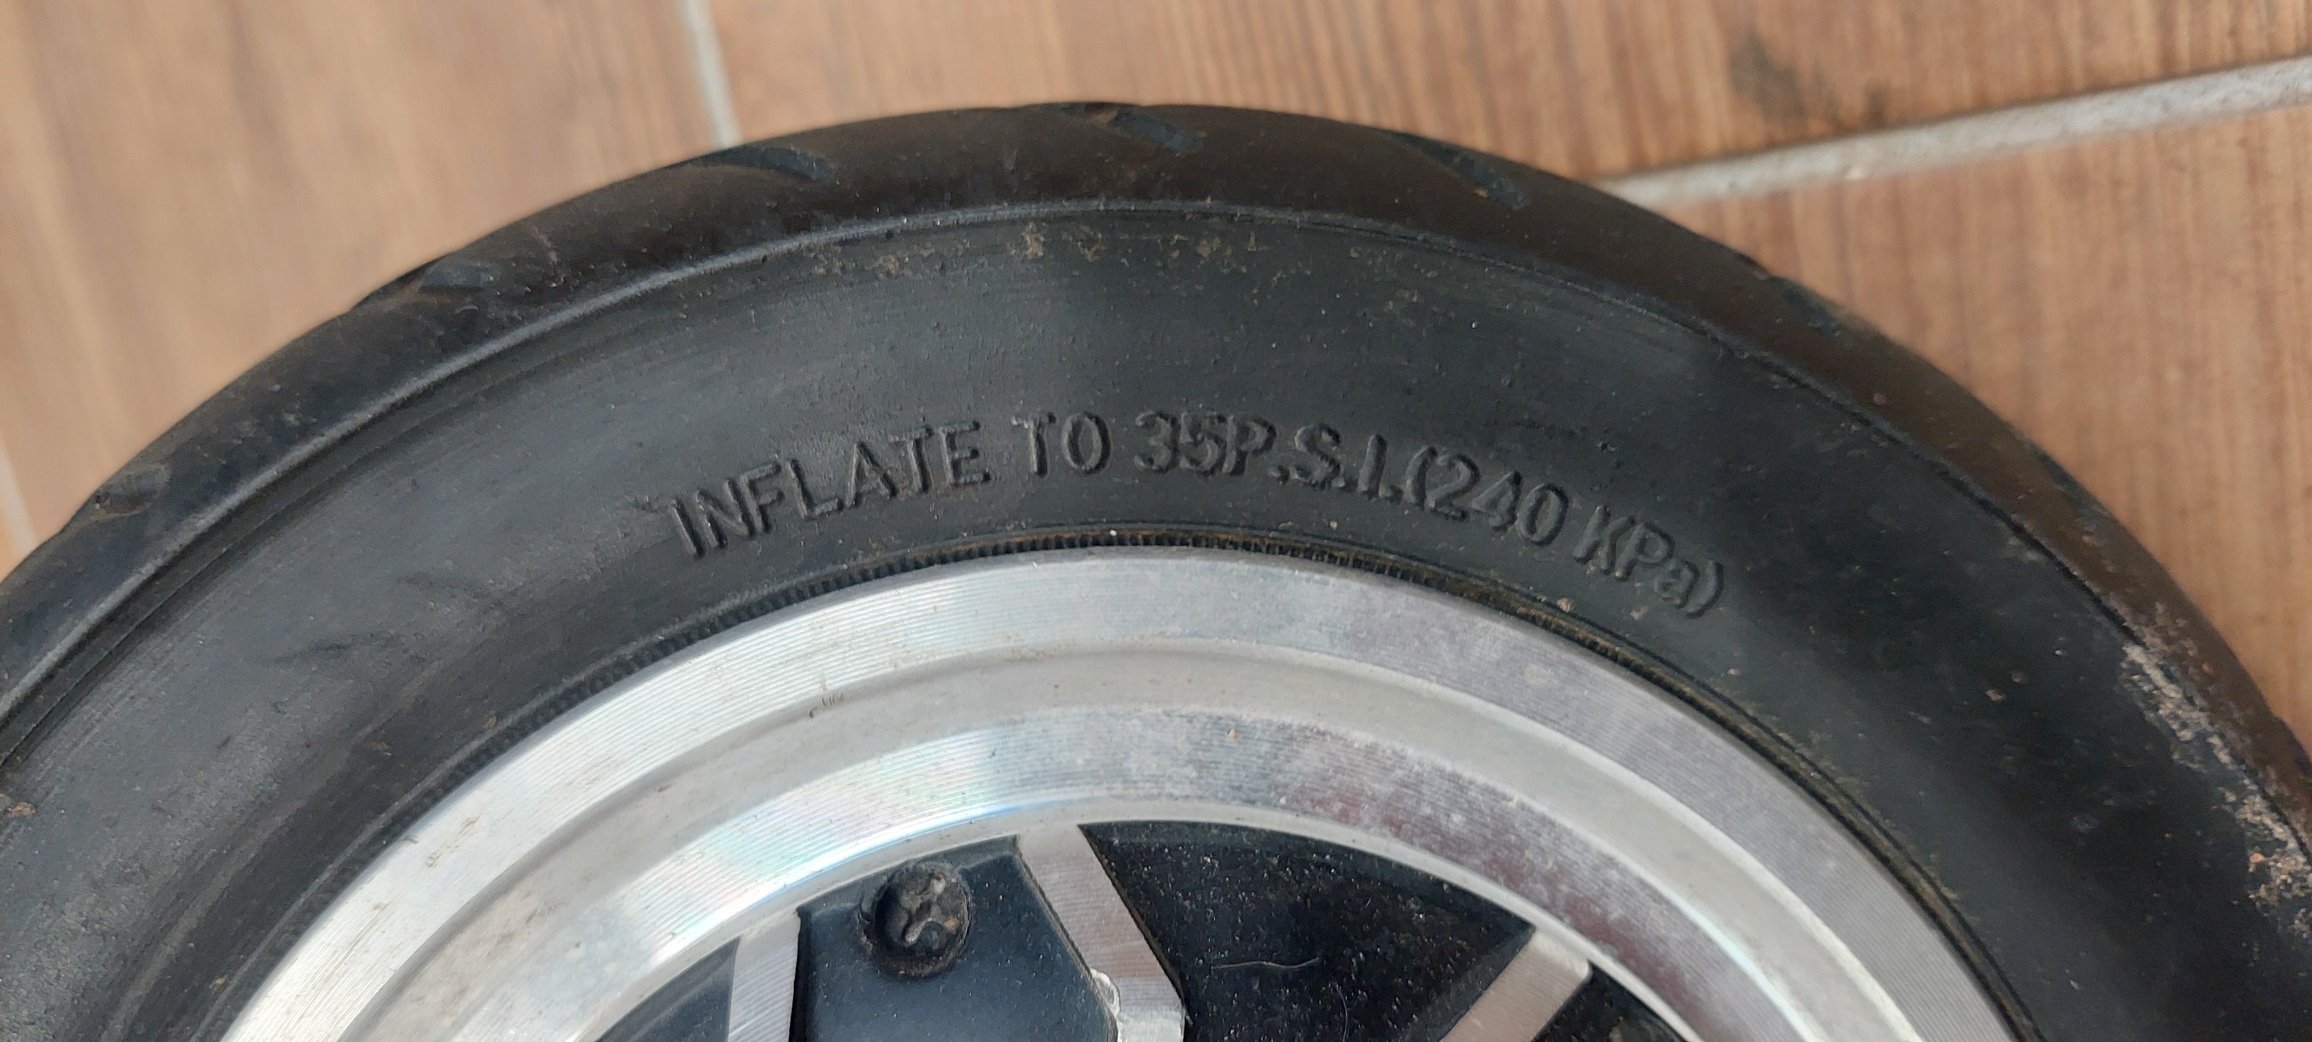 INFLATE TO 35P.S.I.(240 KPa)